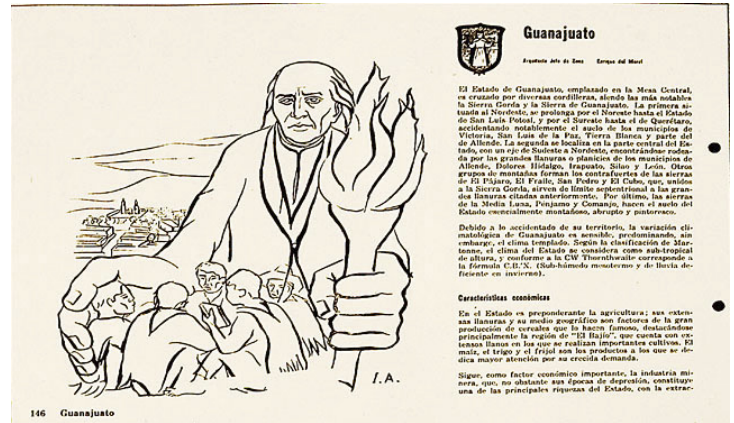 Guanajuato
Arquitecto Jefe de Zona Enrique del Moral
El Estado de Guanajuato, emplazado en la Mesa Central,
es cruzado por diversas cordilleras, siendo las más notables
la Sierra Gorda y la Sierra de Guanajuato. La primera si-
tuada al Nordeste, se prolonga por el Noreste hasta el Estado
de San Luis Potosí, y por el Sureste hasta el de Querétaro,
accidentando notablemente el suelo de los municipios de
Victoria, San Luis de la Paz, Tierra Blanca y parte del
de Allende. La segunda se localiza en la parte central del Es-
tado, con un eje de Sudeste a Nordeste, encontrándose rodea-
da por las grandes llanuras o planicies de los municipios de
Allende, Dolores Hidalgo, Irapuato, Silao y León. Otros
grupos de montañas forman los contrafuertes de las sierras
de El Pájaro, El Fraile, San Pedro y El Cubo, que, unidos
a la Sierra Gorda, sirven de límite septentrional a las gran-
des llanuras citadas anteriormente. Por último, las sierras
de la Media Luna, Pénjamo y Comanjo, hacen el suelo del
Estado esencialmente montañoso, abrupto y pintoresco.
Debido a lo accidentado de su territorio, la variación cli-
matológica de Guanajuato es sensible, predominando, sin
embargo, el clima templado. Según la clasificación de Mar-
tonne, el clima del Estado se considera como sub-tropical
de altura, y conforme a la CW Thornthwaite corresponde a
la fórmula C.B.'X. (Sub-húmedo mesotermo y de lluvia de-
ficiente en invierno).
Características económicas
En el Estado es preponderante la agricultura; sus exten-
sas llanuras y su medio geográfico son factores de la gran
producción de cereales que lo hacen famoso, destacándose
principalmente la región de "El Bajío", que cuenta con ex-
tensos llanos en los que se realizan importantes cultivos. El
maíz, el trigo y el frijol son los productos a los que se de-
dica mayor atención por su crecida demanda.
Sigue, como factor económico importante, la industria mi-
nera, que, no obstante sus épocas de depresión, constituye
una de las principales riquezas del Estado, con la extrac-
I.A.
146 Guanajuato